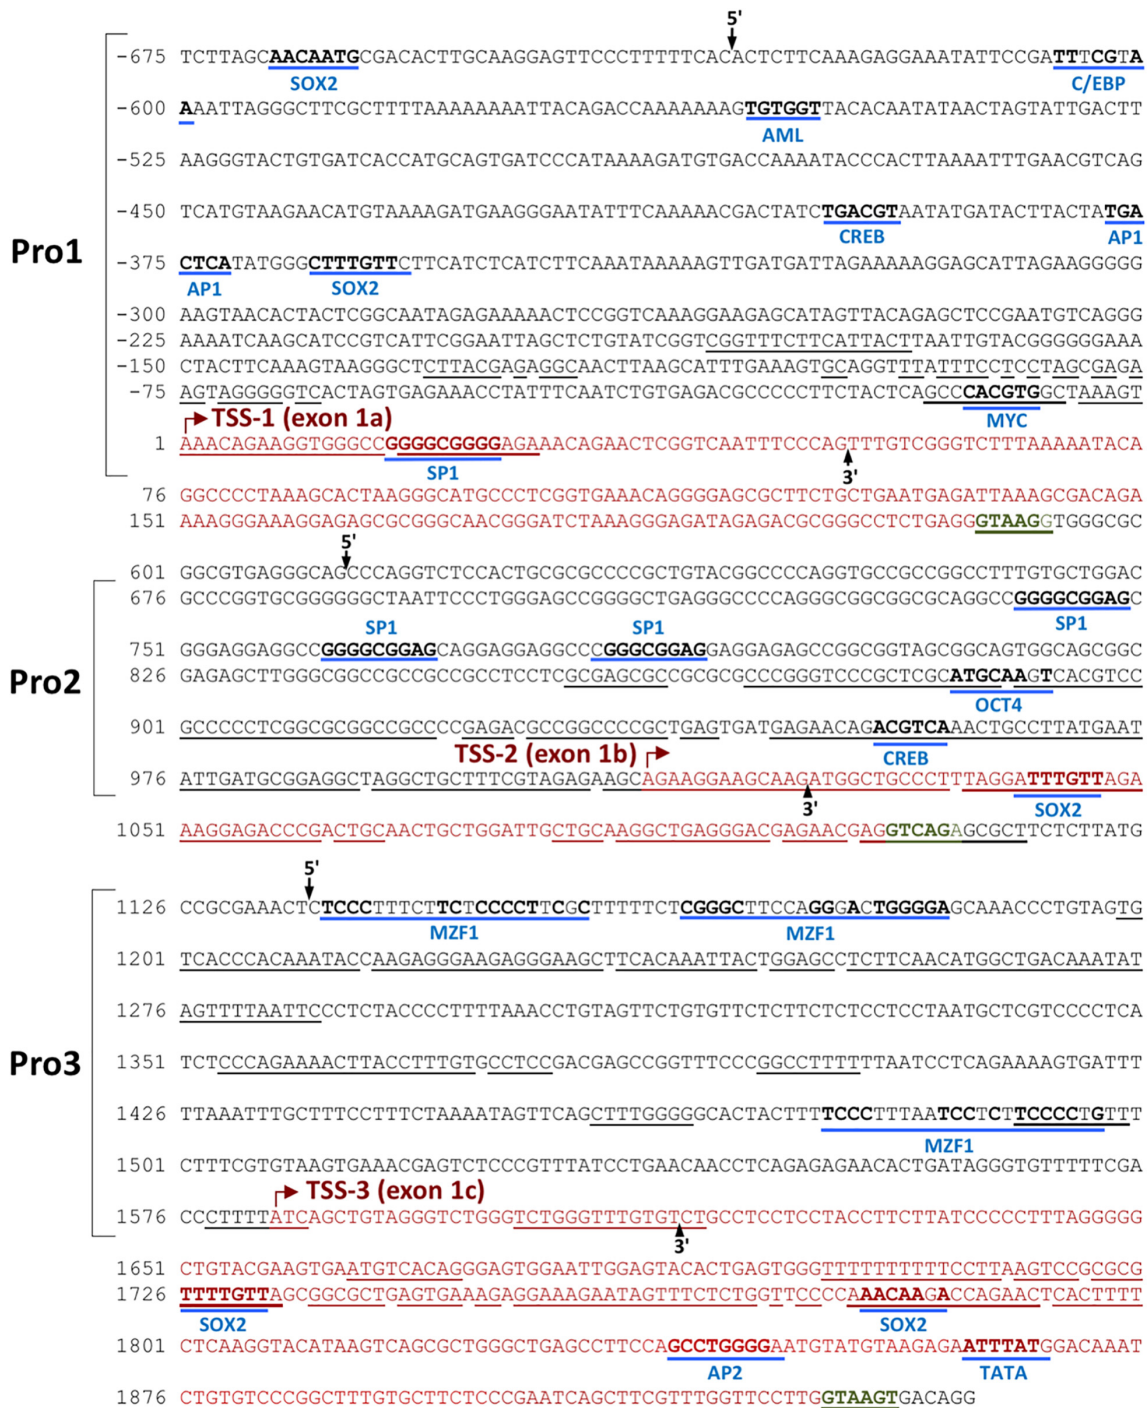 5'
-675 TCTTAGCAACAATGCGACACTTGCAAGGAGTTCCCTTTTTCACACTCTTCAAAGAGGAAATATTCCGATTTCGTA
SOX2 C/EBP
-600 AAATTAGGGCTTCGCTTTTAAAAAAAAATTACAGACCAAAAAAAGTGTGGTTACACAATATAACTAGTATTGACTT
AML
-525 AAGGGTACTGTGATCACCATGCAGTGATCCCATAAAAGATGTGACCAAAATACCCACTTAAAATTTGAACGTCAG
-450 TCATGTAAGAACATGTAAAAGATGAAGGGAATATTTCAAAAACGACTATCTGACGTAATATGATACTTACTATGA
CREB AP1
Pro1
-375 CTCATATGGGCTTTGTTCTTCATCTCATCTTCAAATAAAAAGTTGATGATTAGAAAAAGGAGCATTAGAAGGGGG
AP1 SOX2
-300 AAGTAACACTACTCGGCAATAGAGAAAAACTCCGGTCAAAGGAAGAGCATAGTTACAGAGCTCCGAATGTCAGGG
-225 AAAATCAAGCATCCGTCATTCGGAATTAGCTCTGTATCGGTCGGTTTCTTCATTACTTAATTGTACGGGGGGAAA
-150 CTACTTCAAAGTAAGGGCTCTTACGAGAGGGCAACTTAAGCATTTGAAAGTGCAGGTTTATTTCCTCCTAGCGAGA
-75 AGTAGGGGGTCACTAGTGAGAAACCTATTTCAATCTGTGAGACGCCCCCTTCTACTCAGCCCACGTGGCTAAAGT
TSS-1 (exon 1a) MYC
1 AAACAGAAGGTGGGCCGGGGCGGGGAGAAACAGAACTCGGTCAATTTCCCAGTTTGTCGGGTCTTTAAAAATACA
SP1 3'
76 GGCCCCTAAAGCACTAAGGGCATGCCCTCGGTGAAACAGGGGAGCGCTTCTGCTGAATGAGATTAAAGCGACAGA
151 AAAGGGAAAGGAGAGCGCGGGCAACGGGATCTAAAGGGAGATAGAGACGCGGGCCTCTGAGGGTAAGGTGGGCGC
5'
601 GGCGTGAGGGCAGCCCAGGTCTCCACTGCGCGCCCCGCTGTACGGCCCCAGGTGCCGCCGGCCTTTGTGCTGGAC
676 GCCCGGTGCGGGGGGCTAATTCCCTGGGAGCCGGGGCTGAGGGCCCCAGGGCGGCGGCGCAGGCCGGGGCGGAGC
SP1 SP1 SP1
751 GGGAGGAGGCCGGGGCGGAGCAGGAGGAGGCCCGGGCGGAGGAGGAGAGCCGGCGGTAGCGGCAGTGGCAGCGGC
Pro2
826 GAGAGCTTGGGCGGCCGCCGCCGCCTCCTCGCGAGCGCCGCGCGCCCGGGTCCCGCTCGCATGCAAGTCACGTCC
OCT4
901 GCCCCCTCGGCGCGGCCGCCCCGAGACGCCGGCCCCGCTGAGTGATGAGAACAGACGTCAAACTGCCTTATGAAT
TSS-2 (exon 1b) CREB
976 ATTGATGCGGAGGCTAGGCTGCTTTCGTAGAGAAGCAGAAGGAAGCAAGATGGCTGCCCTTTAGGATTTGTTAGA
3' SOX2
1051 AAGGAGACCCGACTGCAACTGCTGGATTGCTGCAAGGCTGAGGGACGAGAACGAGGTCAGAGCGCTTCTCTTATG
5'
1126 CCGCGAAACTCTCCCTTTCTTCTCCCCTTCGCTTTTTCTCGGGCTTCCAGGGACTGGGGAGCAAACCCTGTAGTG
MZF1 MZF1
1201 TCACCCACAAATACCAAGAGGGAAGAGGGAAGCTTCACAAATTACTGGAGCCTCTTCAACATGGCTGACAAATAT
1276 AGTTTTAATTCCCTCTACCCCTTTTAAACCTGTAGTTCTGTGTTCTCTTCTCTCCTCCTAATGCTCGTCCCCTCA
Pro3
1351 TCTCCCAGAAAACTTACCTTTGTGCCTCCGACGAGCCGGTTTCCCGGCCTTTTTTTAATCCTCAGAAAAGTGATTT
1426 TTAAATTTGCTTTCCTTTCTAAAATAGTTCAGCTTTGGGGGCACTACTTTTCCCTTTAATCCTCTTCCCCTGTTT
MZF1
1501 CTTTCGTGTAAGTGAAACGAGTCTCCCGTTTATCCTGAACAACCTCAGAGAGAACACTGATAGGGTGTTTTTCGA
TSS-3 (exon 1c)
1576 CCCCTTTTATCAGCTGTAGGGTCTGGGTCTGGGTTTGTGTCTGCCTCCTCCTACCTTCTTATCCCCCTTTAGGGGG
3'
1651 CTGTACGAAGTGAATGTCACAGGGAGTGGAATTGGAGTACACTGAGTGGGTTTTTTTTTTCCTTAAGTCCGCGCG
1726 TTTTGTTAGCGGCGCTGAGTGAAAGAGGAAAGAATAGTTTCTCTGGTTCCCCAAACAAGACCAGAACTCACTTTT
SOX2 SOX2
1801 CTCAAGGTACATAAGTCAGCGCTGGGCTGAGCCTTCCAGCCTGGGGAATGTATGTAAGAGAATTTATGGACAAAT
AP2 TATA
1876 CTGTGTCCCGGCTTTGTGCTTCTCCCGAATCAGCTTCGTTTGGTTCCTTGGTAAGTGACAGG